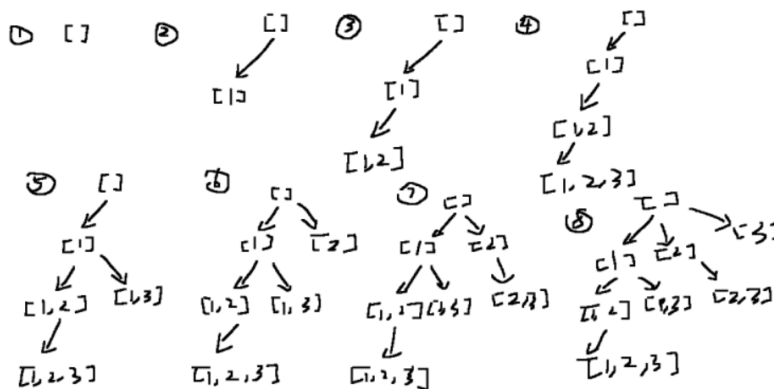 ① [] ② [] ③ [] ④ []
[1] [1] [1]
[1,2] [1,2]
[1,2,3]
⑤ [] ⑥ [] ⑦ [] ⑧ []
[1] [1] [2] [1] [2] [1] [2] [3]
[1,2] [1,3] [1,2] [1,3] [1,2] [1,3] [2,3] [1,2] [1,3] [2,3]
[1,2,3] [1,2,3] [1,2,3] [1,2,3]